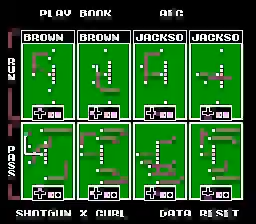 PLAY BOOK AFC
BROWN BROWN JACKSO JACKSO
RUN
PASS
SHOTGUN X CURL DATA RESET